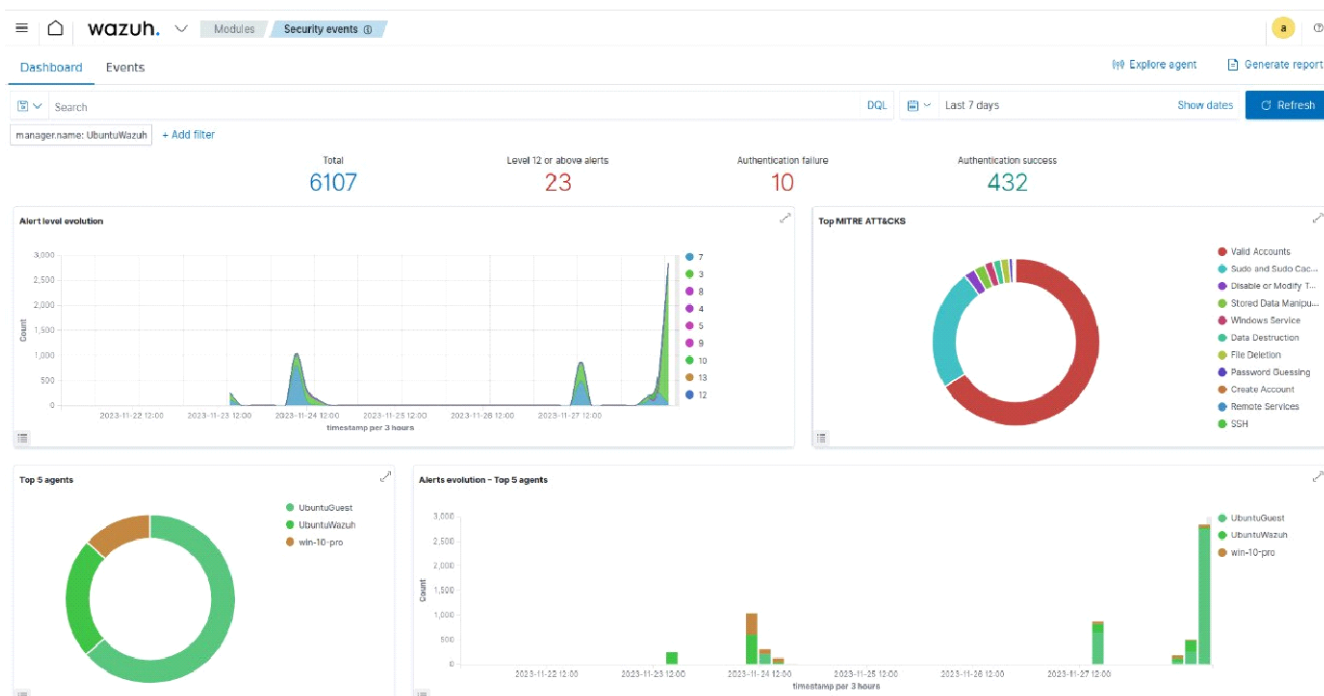 wazuh.
Modules
Security events
a
Dashboard
Events
Explore agent
Generate report
Search
DQL
Last 7 days
Show dates
Refresh
manager.name: UbuntuWazuh
+ Add filter
Total
6107
Level 12 or above alerts
23
Authentication failure
10
Authentication success
432
Alert level evolution
3,000
2,500
2,000
1,500
1,000
500
0
Count
2023-11-22 12:00
2023-11-23 12:00
2023-11-24 12:00
2023-11-25 12:00
2023-11-26 12:00
2023-11-27 12:00
timestamp per 3 hours
7
3
8
4
5
9
10
13
12
Top MITRE ATT&CKS
Valid Accounts
Sudo and Sudo Cac...
Disable or Modify T...
Stored Data Manipu...
Windows Service
Data Destruction
File Deletion
Password Guessing
Create Account
Remote Services
SSH
Top 5 agents
UbuntuGuest
UbuntuWazuh
win-10-pro
Alerts evolution - Top 5 agents
3,000
2,500
2,000
1,500
1,000
500
0
Count
2023-11-22 12:00
2023-11-23 12:00
2023-11-24 12:00
2023-11-25 12:00
2023-11-26 12:00
2023-11-27 12:00
timestamp per 3 hours
UbuntuGuest
UbuntuWazuh
win-10-pro